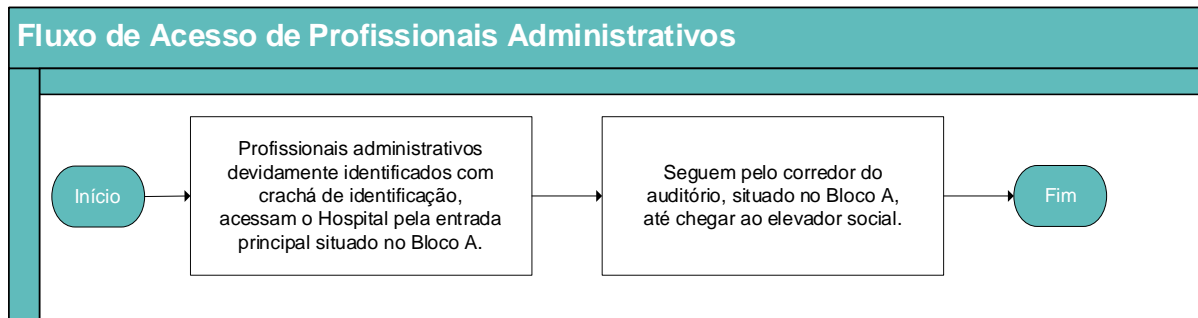 Fluxo de Acesso de Profissionais Administrativos
Início
Profissionais administrativos
devidamente identificados com
crachá de identificação,
acessam o Hospital pela entrada
principal situado no Bloco A.
Seguem pelo corredor do
auditório, situado no Bloco A,
até chegar ao elevador social.
Fim